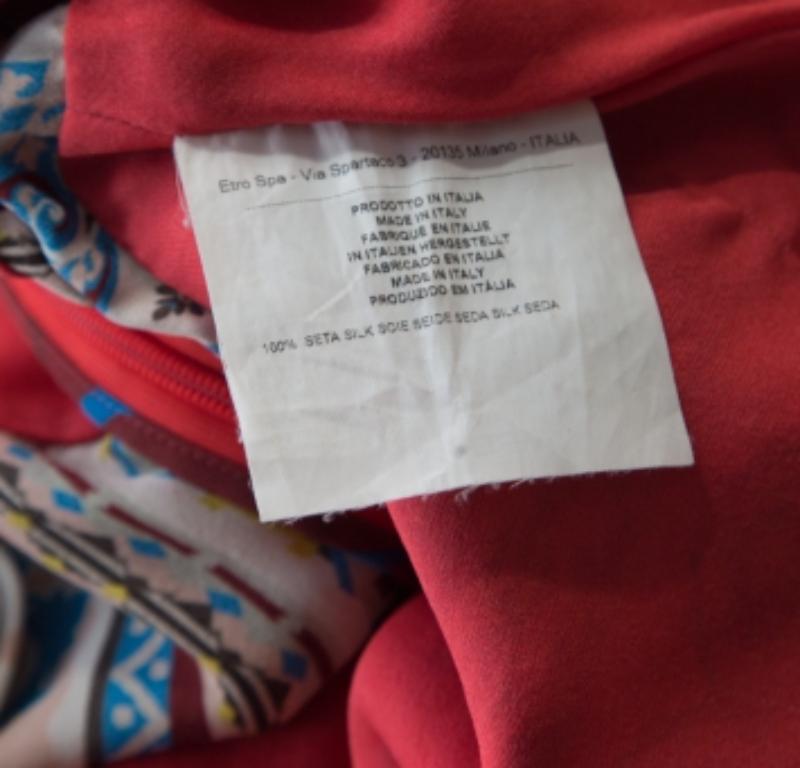 Etro Spa - Via Spartaco 3 - 20135 Milano - ITALIA
PRODOTTO IN ITALIA
MADE IN ITALY
FABRIQUE EN ITALIE
IN ITALIEN HERGESTELLT
FABRICADO EN ITALIA
MADE IN ITALY
PRODUZIDO EM ITÁLIA
100% SETA SILK SOIE SEIDE SEDA SILK SEDA